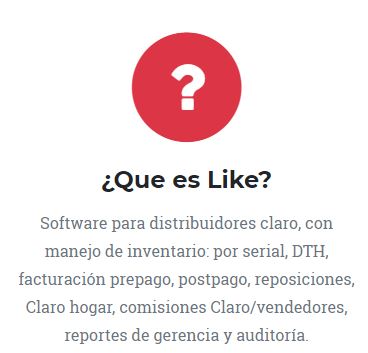 ?
¿Que es Like?
Software para distribuidores claro, con
manejo de inventario: por serial, DTH,
facturación prepago, postpago, reposiciones,
Claro hogar, comisiones Claro/vendedores,
reportes de gerencia y auditoría.